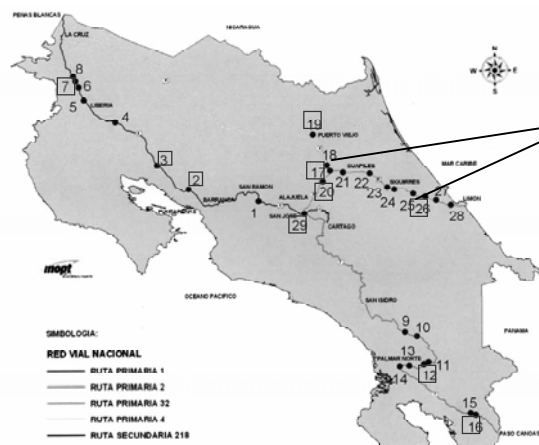 PEÑAS BLANCAS
NICARAGUA
LA CRUZ
N
W E
S
8
7
6
5
LIBERIA
4
19
PUERTO VIEJO
3
18
17
GUAPILES
MAR CARIBE
2
20
21
22
SIQUIRRES
23
24
25
26
27
LIMON
28
SAN RAMON
BARRANCA
ALAJUELA
1
SAN JOSE
29
CARTAGO
mopt
OCEANO PACIFICO
SAN ISIDRO
PANAMA
9
10
SIMBOLOGIA:
RED VIAL NACIONAL
PALMAR NORTE
13
11
12
14
RUTA PRIMARIA 1
RUTA PRIMARIA 2
RUTA PRIMARIA 32
RUTA PRIMARIA 4
RUTA SECUNDARIA 218
15
16
PASO CANOAS